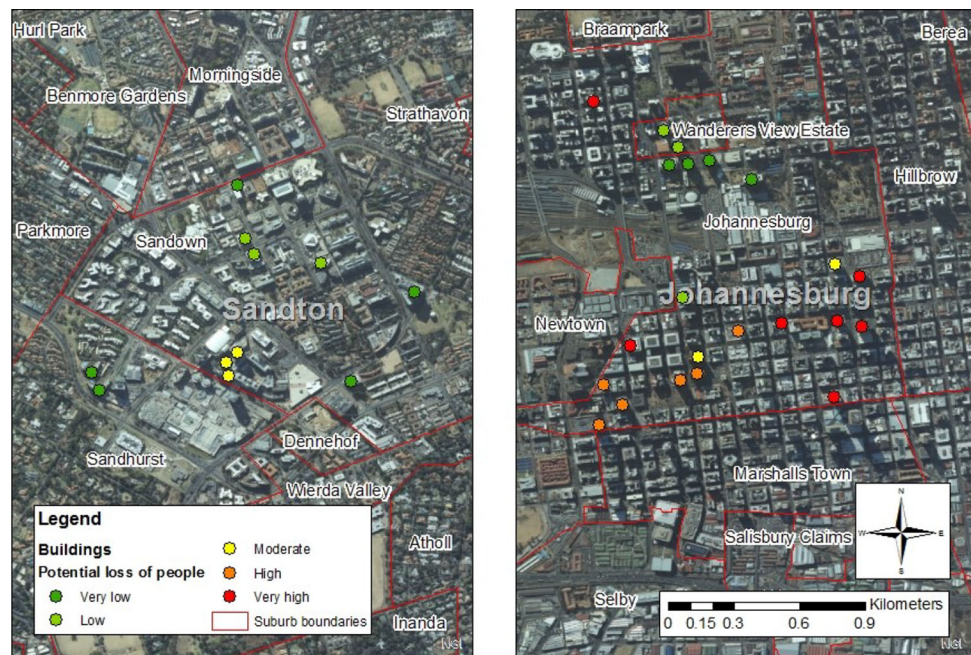 Hurl Park
Morningside
Benmore Gardens
Strathavon
Parkmore
Sandown
Sandton
Dennehof
Sandhurst
Wierda Valley
Atholl
Inanda
Legend
Buildings
Potential loss of people
Very low
Low
Moderate
High
Very high
Suburb boundaries
Braampark
Berea
Wanderers View Estate
Hillbrow
Johannesburg
Johannesburg
Newtown
Marshalls Town
Salisbury Claims
Selby
N
W E
S
Kilometers
0 0.15 0.3 0.6 0.9